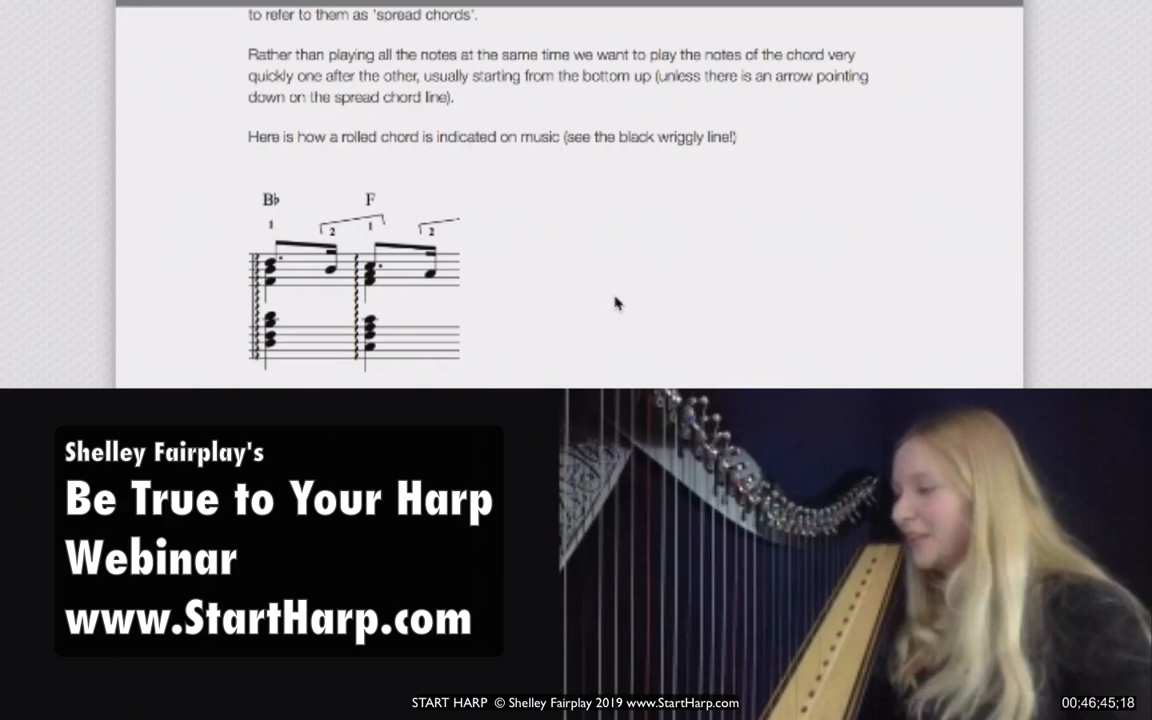 to refer to them as 'spread chords'.
Rather than playing all the notes at the same time we want to play the notes of the chord very
quickly one after the other, usually starting from the bottom up (unless there is an arrow pointing
down on the spread chord line).
Here is how a rolled chord is indicated on music (see the black wriggly line!)
B♭ F
1 2 1 2
Shelley Fairplay's
Be True to Your Harp
Webinar
www.StartHarp.com
START HARP © Shelley Fairplay 2019 www.StartHarp.com
00;46;45;18